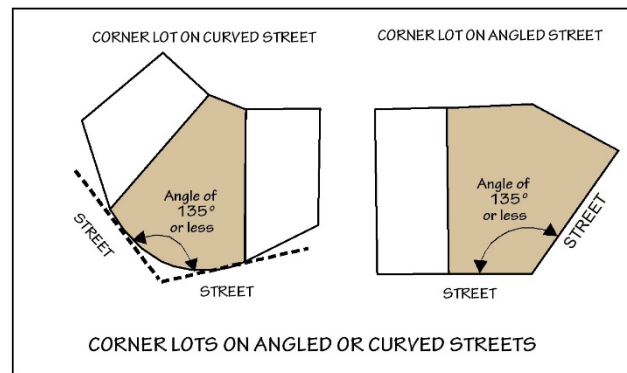 CORNER LOT ON CURVED STREET
CORNER LOT ON ANGLED STREET
Angle of
135°
or less
STREET
STREET
Angle of
135°
or less
STREET
STREET
CORNER LOTS ON ANGLED OR CURVED STREETS